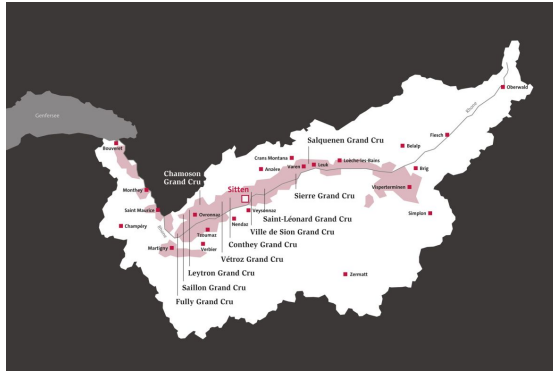 Oberwald
Rhone
Genfersee
Fiesch
Salquenen Grand Cru
Bouveret
Belalp
Crans Montana
Leukerbad
Varen
Leuk
Brig
Anzère
Chamoson
Grand Cru
Monthey
Sitten
Sierre Grand Cru
Visperterminen
Saint Maurice
Veysonnaz
Simplon
Saint-Léonard Grand Cru
Rhone
Nendaz
Champéry
Ville de Sion Grand Cru
Conthey Grand Cru
Martigny
Verbier
Vétroz Grand Cru
Leytron Grand Cru
Zermatt
Saillon Grand Cru
Fully Grand Cru